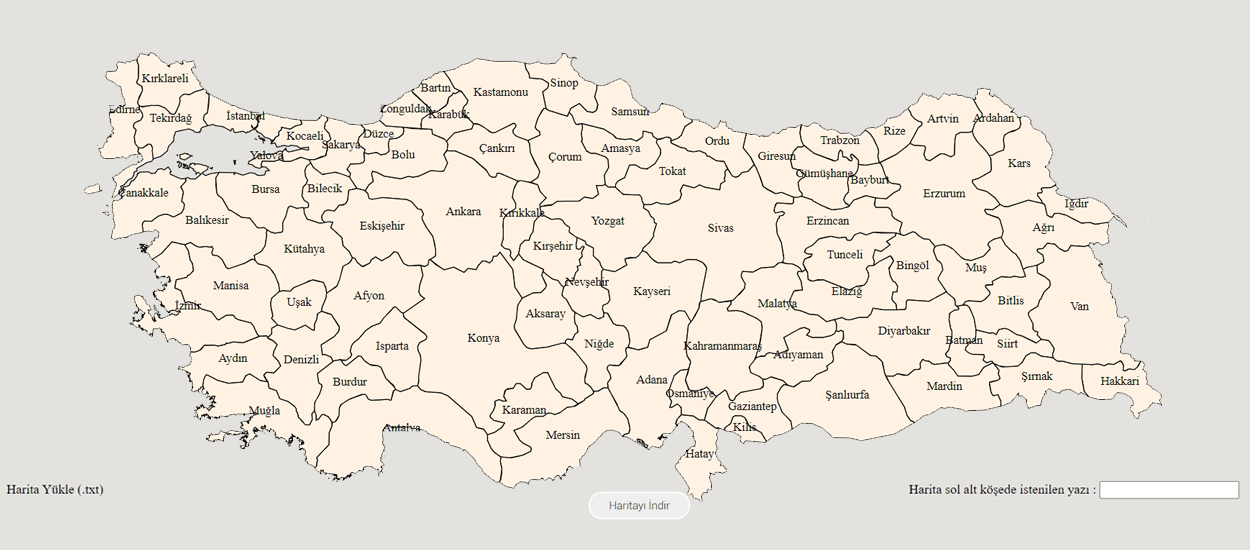 Kırklareli
Edirne
Tekirdağ
İstanbul
Kocaeli
Yalova
Sakarya
Düzce
Zonguldak
Bartın
Karabük
Kastamonu
Sinop
Samsun
Bolu
Çankırı
Çorum
Amasya
Tokat
Ordu
Giresun
Trabzon
Gümüşhane
Bayburt
Rize
Artvin
Ardahan
Kars
Erzurum
Iğdır
Ağrı
Çanakkale
Balıkesir
Bursa
Bilecik
Kütahya
Eskişehir
Ankara
Kırıkkale
Kırşehir
Yozgat
Sivas
Erzincan
Tunceli
Bingöl
Muş
Bitlis
Van
Manisa
İzmir
Uşak
Afyon
Konya
Aksaray
Nevşehir
Kayseri
Malatya
Elazığ
Diyarbakır
Batman
Siirt
Şırnak
Hakkari
Aydın
Denizli
Isparta
Burdur
Niğde
Kahramanmaraş
Adıyaman
Adana
Osmaniye
Gaziantep
Şanlıurfa
Mardin
Muğla
Antalya
Karaman
Mersin
Kilis
Hatay
Harita Yükle (.txt)
Haritayı İndir
Harita sol alt köşede istenilen yazı :